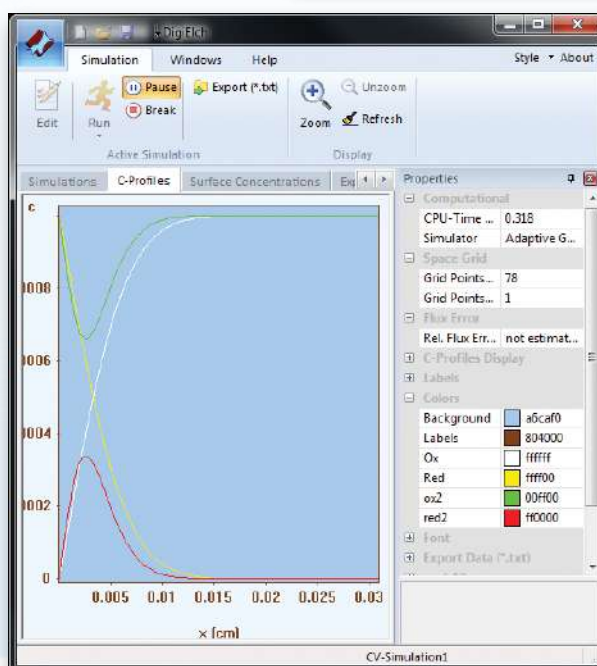 DigElch
Simulation Windows Help Style About
Edit
Run
Pause
Break
Export (*.txt)
Active Simulation
Zoom
Unzoom
Refresh
Display
Simulations C-Profiles Surface Concentrations
c
0008
0006
0004
0002
0
0.005 0.01 0.015 0.02 0.025 0.03
x [cm]
Properties
Computational
CPU-Time ... 0.318
Simulator Adaptive G...
Space Grid
Grid Points... 78
Grid Points... 1
Flux Error
Rel. Flux Err... not estimat...
C-Profiles Display
Labels
Colors
Background a6caf0
Labels 804000
Ox ffffff
Red ffff00
ox2 00ff00
red2 ff0000
Font
Export Data (*.txt)
CV-Simulation1